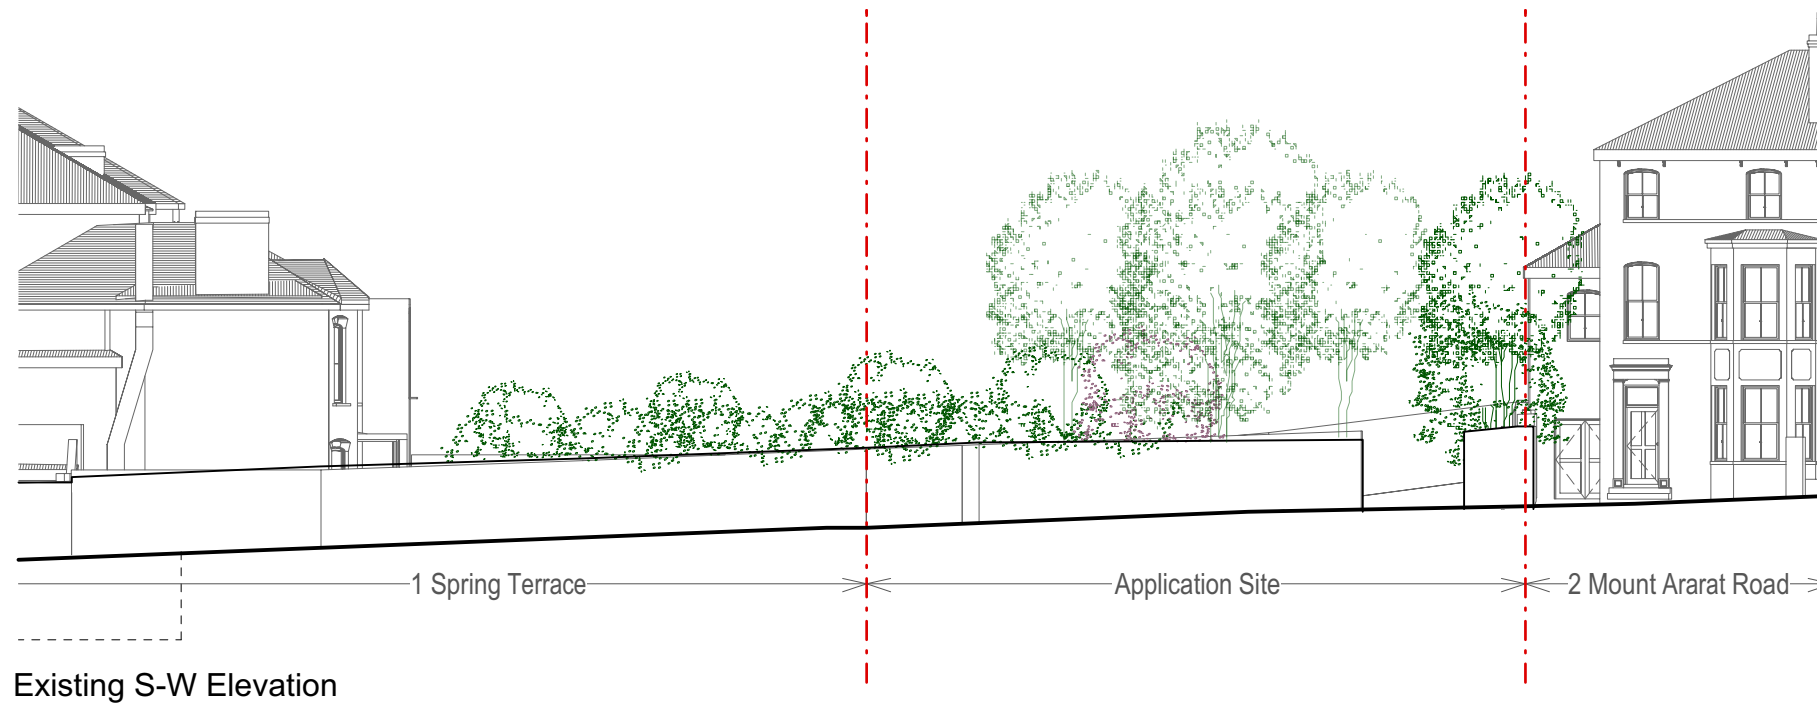 1 Spring Terrace
Application Site
2 Mount Ararat Road
Existing S-W Elevation